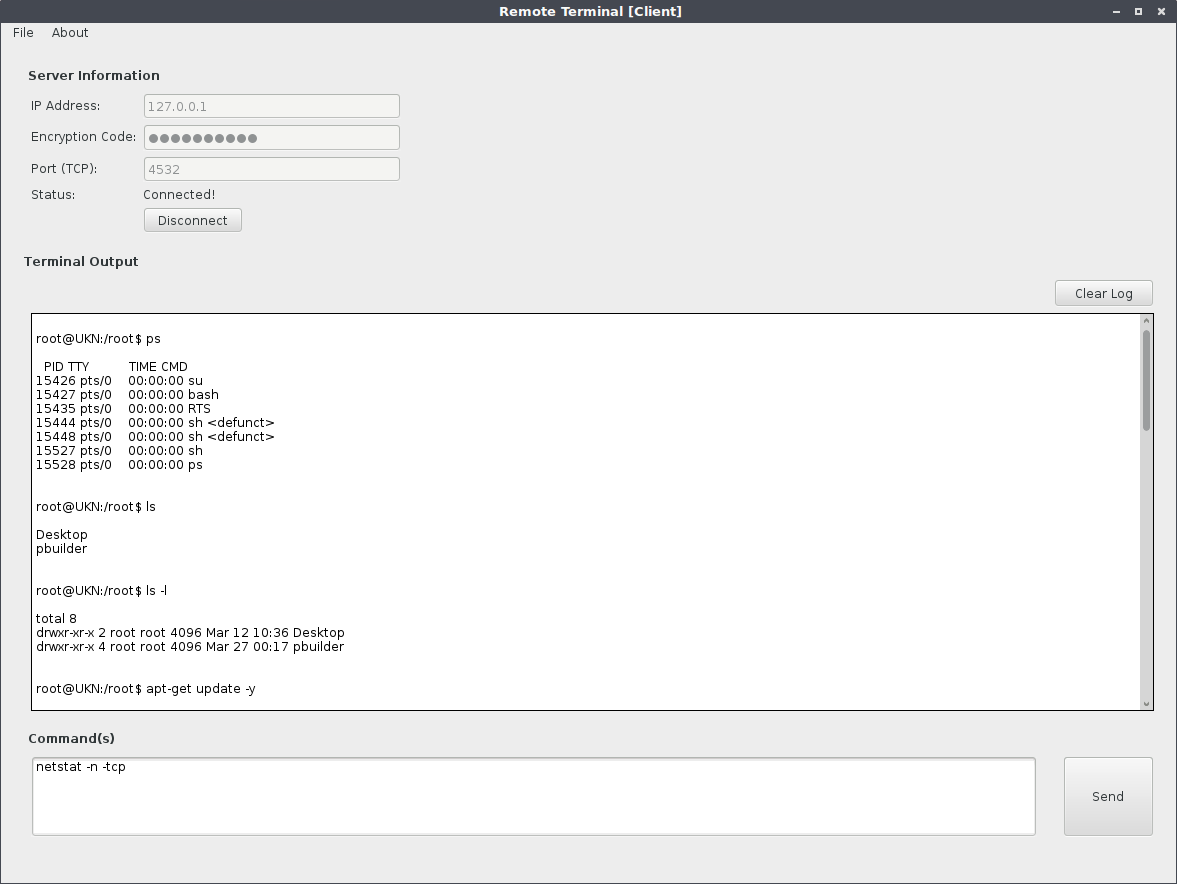 Remote Terminal [Client]
File About
Server Information
IP Address: 127.0.0.1
Encryption Code: ●●●●●●●●●●
Port (TCP): 4532
Status: Connected!
Disconnect
Terminal Output
Clear Log
root@UKN:/root$ ps
PID TTY TIME CMD
15426 pts/0 00:00:00 su
15427 pts/0 00:00:00 bash
15435 pts/0 00:00:00 RTS
15444 pts/0 00:00:00 sh <defunct>
15448 pts/0 00:00:00 sh <defunct>
15527 pts/0 00:00:00 sh
15528 pts/0 00:00:00 ps
root@UKN:/root$ ls
Desktop
pbuilder
root@UKN:/root$ ls -l
total 8
drwxr-xr-x 2 root root 4096 Mar 12 10:36 Desktop
drwxr-xr-x 4 root root 4096 Mar 27 00:17 pbuilder
root@UKN:/root$ apt-get update -y
Command(s)
netstat -n -tcp
Send